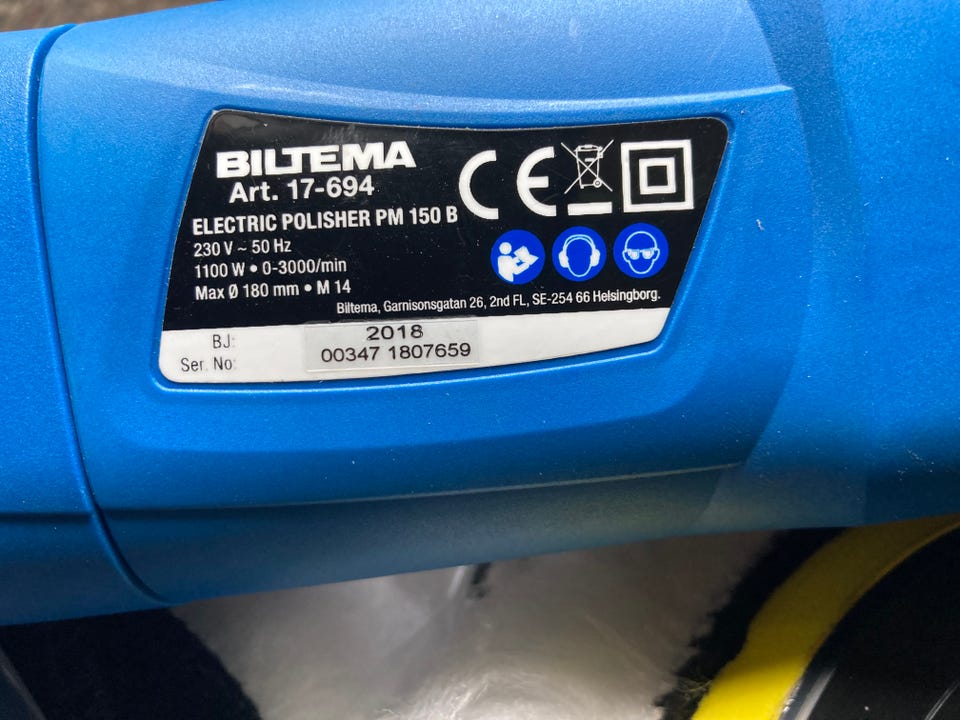 BILTEMA
Art. 17-694
ELECTRIC POLISHER PM 150 B
230 V ~ 50 Hz
1100 W • 0-3000/min
Max Ø 180 mm • M 14
CE
Biltema, Garnisonsgatan 26, 2nd FL, SE-254 66 Helsingborg.
BJ: 2018
Ser. No: 00347 1807659